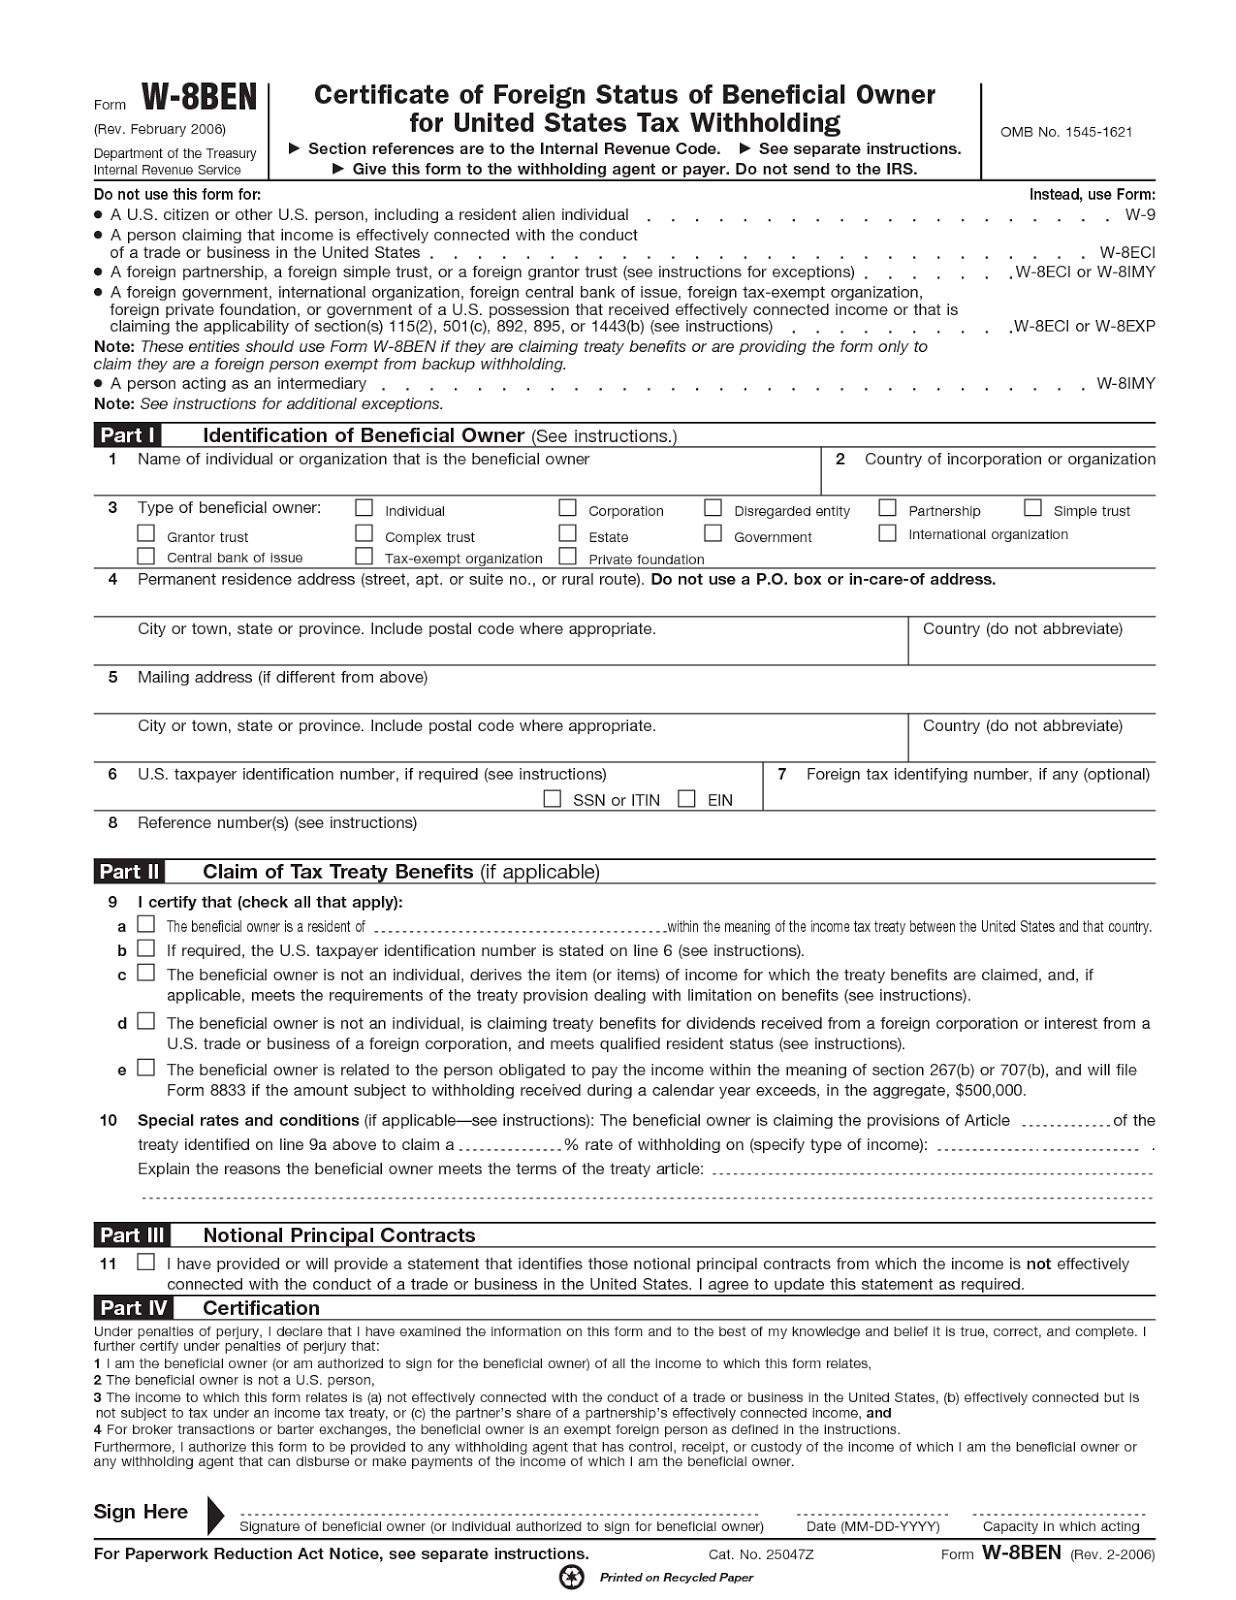 Form W-8BEN
(Rev. February 2006)
Department of the Treasury
Internal Revenue Service
Certificate of Foreign Status of Beneficial Owner
for United States Tax Withholding
► Section references are to the Internal Revenue Code. ► See separate instructions.
► Give this form to the withholding agent or payer. Do not send to the IRS.
OMB No. 1545-1621
Do not use this form for: Instead, use Form:
● A U.S. citizen or other U.S. person, including a resident alien individual . . . . . . . . . . . . . . . . . . . . W-9
● A person claiming that income is effectively connected with the conduct
of a trade or business in the United States . . . . . . . . . . . . . . . . . . . . . . . . . . . . W-8ECI
● A foreign partnership, a foreign simple trust, or a foreign grantor trust (see instructions for exceptions) . . . . . . . W-8ECI or W-8IMY
● A foreign government, international organization, foreign central bank of issue, foreign tax-exempt organization,
foreign private foundation, or government of a U.S. possession that received effectively connected income or that is
claiming the applicability of section(s) 115(2), 501(c), 892, 895, or 1443(b) (see instructions) . . . . . . . . . . W-8ECI or W-8EXP
Note: These entities should use Form W-8BEN if they are claiming treaty benefits or are providing the form only to
claim they are a foreign person exempt from backup withholding.
● A person acting as an intermediary . . . . . . . . . . . . . . . . . . . . . . . . . . . . . . W-8IMY
Note: See instructions for additional exceptions.
Part I Identification of Beneficial Owner (See instructions.)
1 Name of individual or organization that is the beneficial owner
2 Country of incorporation or organization
3 Type of beneficial owner: Individual Corporation Disregarded entity Partnership Simple trust
Grantor trust Complex trust Estate Government International organization
Central bank of issue Tax-exempt organization Private foundation
4 Permanent residence address (street, apt. or suite no., or rural route). Do not use a P.O. box or in-care-of address.
City or town, state or province. Include postal code where appropriate. Country (do not abbreviate)
5 Mailing address (if different from above)
City or town, state or province. Include postal code where appropriate. Country (do not abbreviate)
6 U.S. taxpayer identification number, if required (see instructions)
SSN or ITIN EIN
7 Foreign tax identifying number, if any (optional)
8 Reference number(s) (see instructions)
Part II Claim of Tax Treaty Benefits (if applicable)
9 I certify that (check all that apply):
a The beneficial owner is a resident of within the meaning of the income tax treaty between the United States and that country.
b If required, the U.S. taxpayer identification number is stated on line 6 (see instructions).
c The beneficial owner is not an individual, derives the item (or items) of income for which the treaty benefits are claimed, and, if
applicable, meets the requirements of the treaty provision dealing with limitation on benefits (see instructions).
d The beneficial owner is not an individual, is claiming treaty benefits for dividends received from a foreign corporation or interest from a
U.S. trade or business of a foreign corporation, and meets qualified resident status (see instructions).
e The beneficial owner is related to the person obligated to pay the income within the meaning of section 267(b) or 707(b), and will file
Form 8833 if the amount subject to withholding received during a calendar year exceeds, in the aggregate, $500,000.
10 Special rates and conditions (if applicable—see instructions): The beneficial owner is claiming the provisions of Article of the
treaty identified on line 9a above to claim a % rate of withholding on (specify type of income): .
Explain the reasons the beneficial owner meets the terms of the treaty article:
Part III Notional Principal Contracts
11 I have provided or will provide a statement that identifies those notional principal contracts from which the income is not effectively
connected with the conduct of a trade or business in the United States. I agree to update this statement as required.
Part IV Certification
Under penalties of perjury, I declare that I have examined the information on this form and to the best of my knowledge and belief it is true, correct, and complete. I
further certify under penalties of perjury that:
1 I am the beneficial owner (or am authorized to sign for the beneficial owner) of all the income to which this form relates,
2 The beneficial owner is not a U.S. person,
3 The income to which this form relates is (a) not effectively connected with the conduct of a trade or business in the United States, (b) effectively connected but is
not subject to tax under an income tax treaty, or (c) the partner's share of a partnership's effectively connected income, and
4 For broker transactions or barter exchanges, the beneficial owner is an exempt foreign person as defined in the instructions.
Furthermore, I authorize this form to be provided to any withholding agent that has control, receipt, or custody of the income of which I am the beneficial owner or
any withholding agent that can disburse or make payments of the income of which I am the beneficial owner.
Sign Here
Signature of beneficial owner (or individual authorized to sign for beneficial owner) Date (MM-DD-YYYY) Capacity in which acting
For Paperwork Reduction Act Notice, see separate instructions. Cat. No. 25047Z Form W-8BEN (Rev. 2-2006)
Printed on Recycled Paper